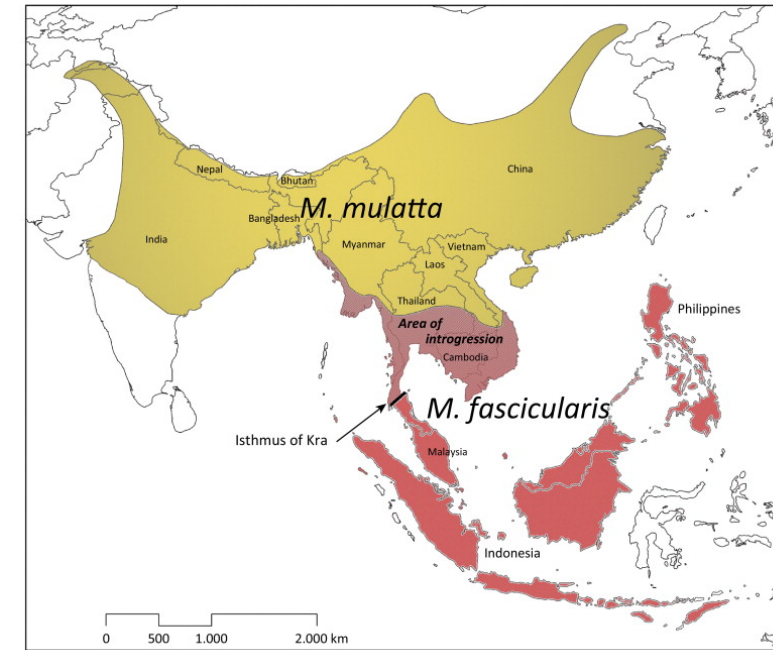 Nepal
Bhutan
China
Bangladesh
M. mulatta
India
Myanmar
Vietnam
Laos
Thailand
Area of
introgression
Cambodia
Philippines
M. fascicularis
Isthmus of Kra
Malaysia
Indonesia
0 500 1.000 2.000 km